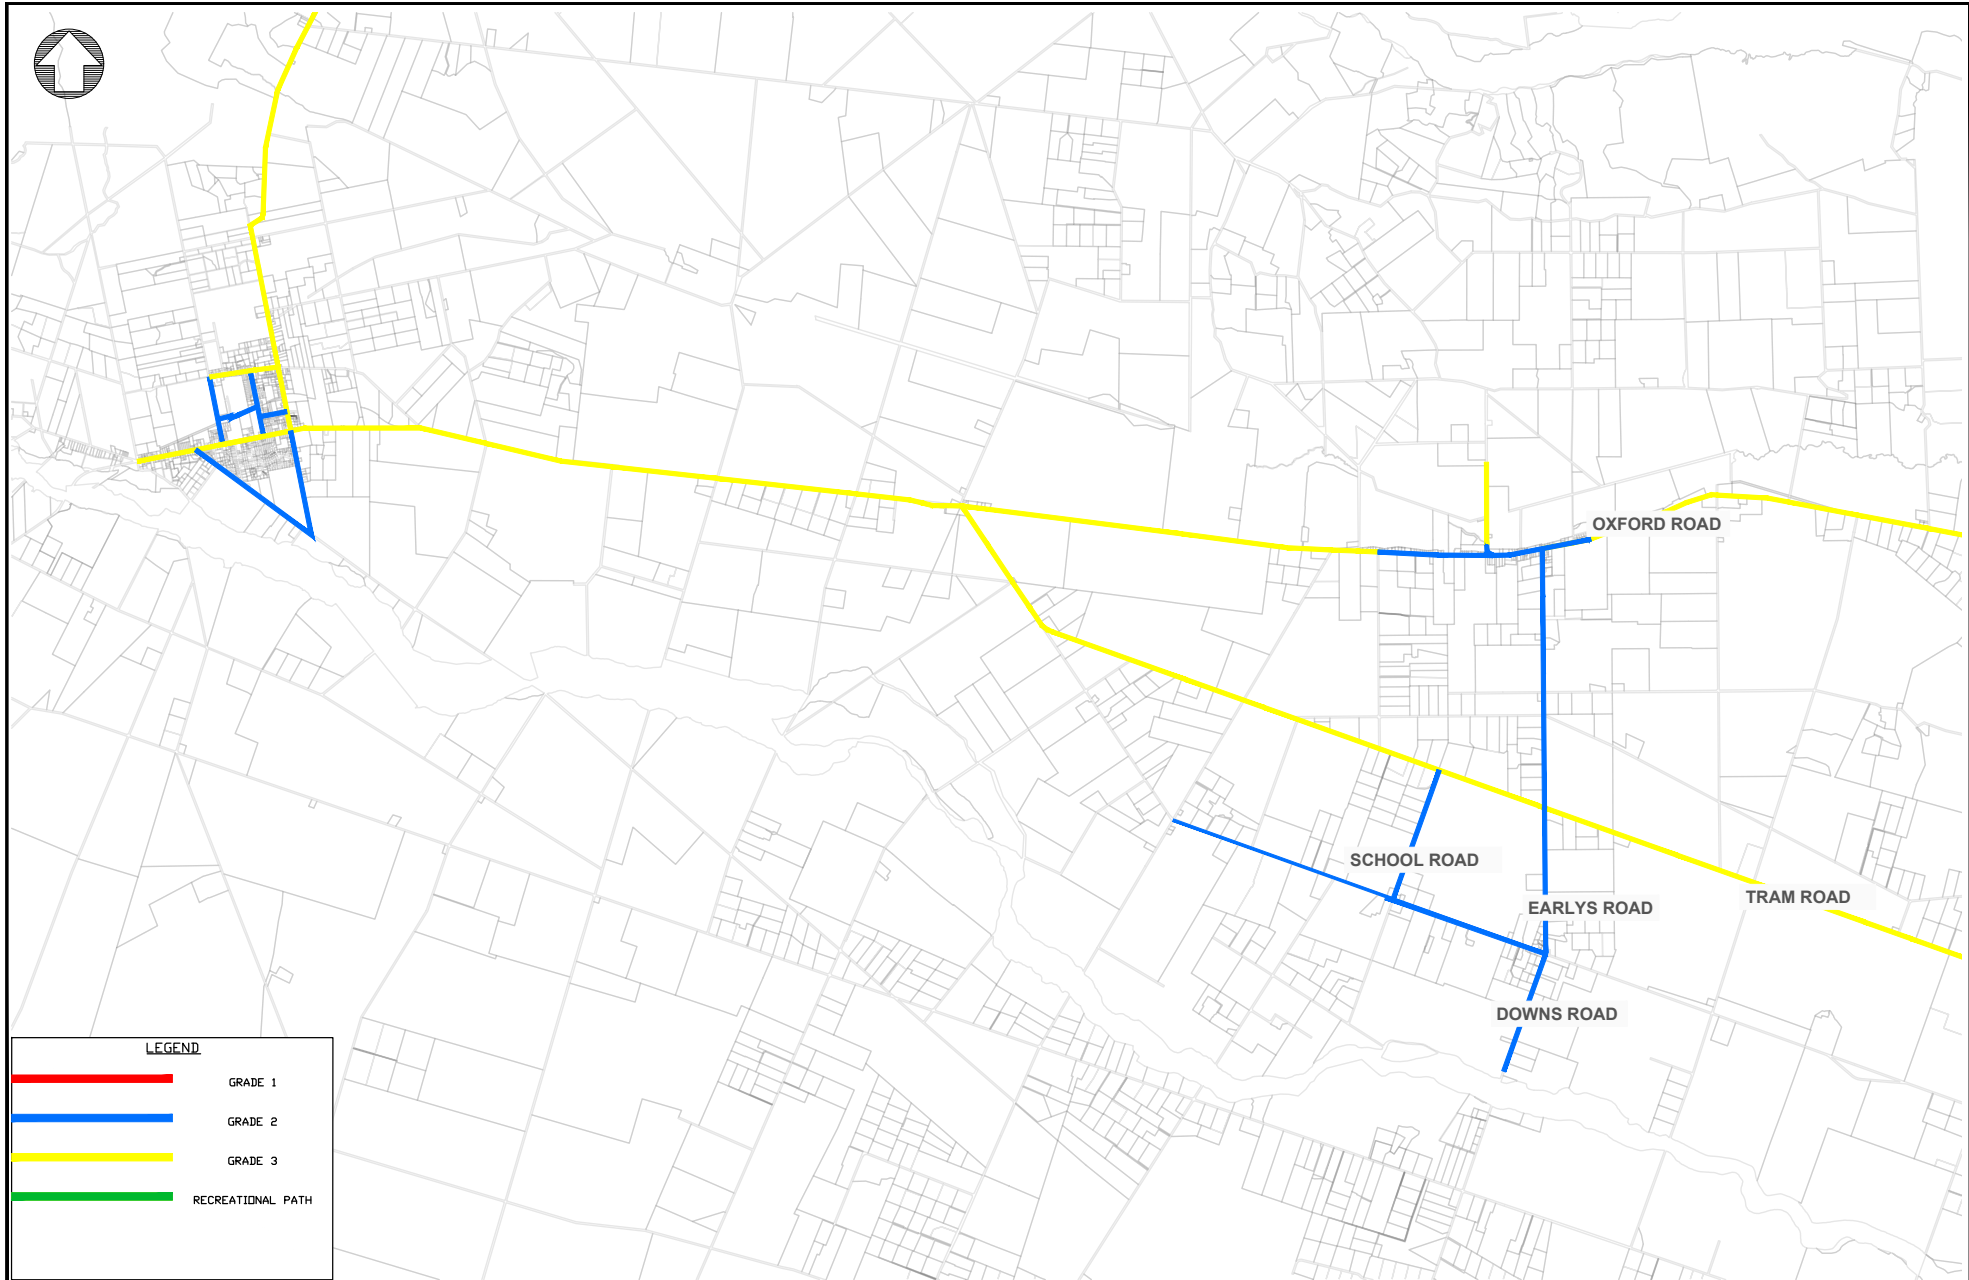 OXFORD ROAD
SCHOOL ROAD
TRAM ROAD
EARLYS ROAD
DOWNS ROAD
LEGEND
GRADE 1
GRADE 2
GRADE 3
RECREATIONAL PATH